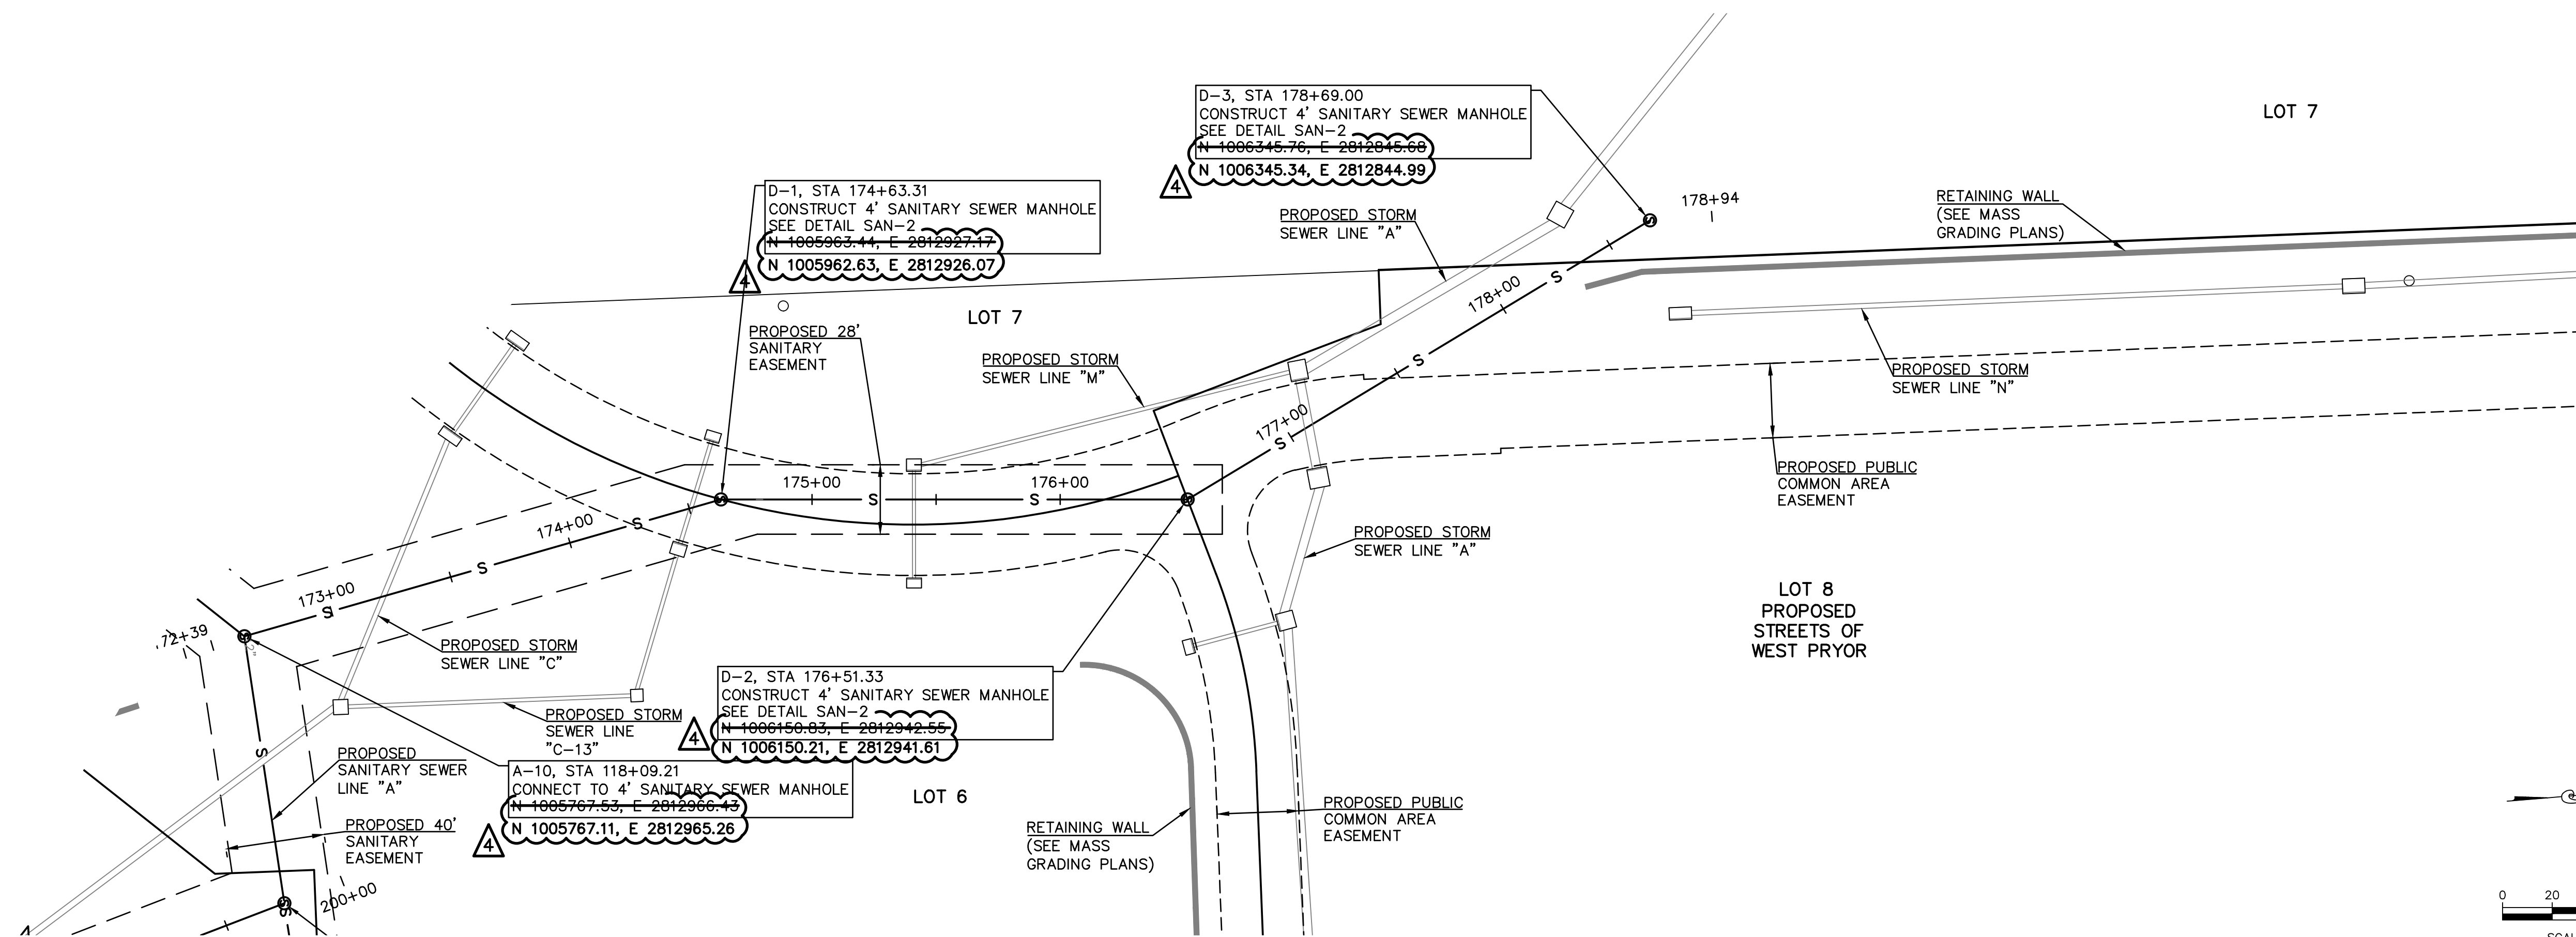 D-3, STA 178+69.00
CONSTRUCT 4' SANITARY SEWER MANHOLE
SEE DETAIL SAN-2
N 1006345.76, E 2812845.68
N 1006345.34, E 2812844.99
4
LOT 7
D-1, STA 174+63.31
CONSTRUCT 4' SANITARY SEWER MANHOLE
SEE DETAIL SAN-2
N 1005963.44, E 2812927.17
N 1005962.63, E 2812926.07
4
178+94
RETAINING WALL
(SEE MASS
GRADING PLANS)
PROPOSED STORM
SEWER LINE "A"
178+00
S
LOT 7
PROPOSED 28'
SANITARY
EASEMENT
PROPOSED STORM
SEWER LINE "M"
S
PROPOSED STORM
SEWER LINE "N"
177+00
S
175+00
S
176+00
S
PROPOSED PUBLIC
COMMON AREA
EASEMENT
174+00
S
S
PROPOSED STORM
SEWER LINE "A"
173+00
S
LOT 8
PROPOSED
STREETS OF
WEST PRYOR
72+39
PROPOSED STORM
SEWER LINE "C"
D-2, STA 176+51.33
CONSTRUCT 4' SANITARY SEWER MANHOLE
SEE DETAIL SAN-2
N 1006150.83, E 2812942.55
N 1006150.21, E 2812941.61
4
PROPOSED STORM
SEWER LINE
"C-13"
S
PROPOSED
SANITARY SEWER
LINE "A"
A-10, STA 118+09.21
CONNECT TO 4' SANITARY SEWER MANHOLE
N 1005767.53, E 2812966.43
N 1005767.11, E 2812965.26
4
LOT 6
PROPOSED 40'
SANITARY
EASEMENT
RETAINING WALL
(SEE MASS
GRADING PLANS)
PROPOSED PUBLIC
COMMON AREA
EASEMENT
200+00
0 20